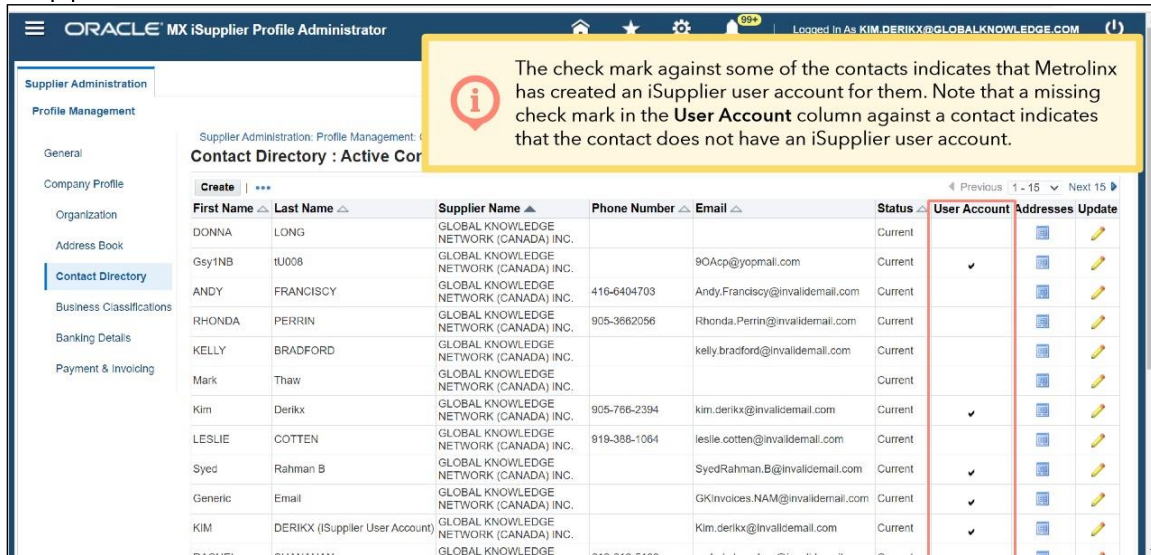 ORACLE MX iSupplier Profile Administrator
99+
Logged In As KIM.DERIKX@GLOBALKNOWLEDGE.COM
The check mark against some of the contacts indicates that Metrolinx
has created an iSupplier user account for them. Note that a missing
check mark in the User Account column against a contact indicates
that the contact does not have an iSupplier user account.
Supplier Administration
Profile Management
General
Company Profile
Organization
Address Book
Contact Directory
Business Classifications
Banking Details
Payment & Invoicing
Supplier Administration: Profile Management:
Contact Directory : Active
Create | •••
Previous 1 - 15 Next 15
First Name Last Name Supplier Name Phone Number Email Status User Account Addresses Update
DONNA LONG GLOBAL KNOWLEDGE NETWORK (CANADA) INC. Current
Gsy1NB tU008 GLOBAL KNOWLEDGE NETWORK (CANADA) INC. 9OAcp@yopmail.com Current
ANDY FRANCISCY GLOBAL KNOWLEDGE NETWORK (CANADA) INC. 416-6404703 Andy.Franciscy@invalidemail.com Current
RHONDA PERRIN GLOBAL KNOWLEDGE NETWORK (CANADA) INC. 905-3662056 Rhonda.Perrin@invalidemail.com Current
KELLY BRADFORD GLOBAL KNOWLEDGE NETWORK (CANADA) INC. kelly.bradford@invalidemail.com Current
Mark Thaw GLOBAL KNOWLEDGE NETWORK (CANADA) INC. Current
Kim Derikx GLOBAL KNOWLEDGE NETWORK (CANADA) INC. 905-766-2394 kim.derikx@invalidemail.com Current
LESLIE COTTEN GLOBAL KNOWLEDGE NETWORK (CANADA) INC. 919-388-1064 leslie.cotten@invalidemail.com Current
Syed Rahman B GLOBAL KNOWLEDGE NETWORK (CANADA) INC. SyedRahman.B@invalidemail.com Current
Generic Email GLOBAL KNOWLEDGE NETWORK (CANADA) INC. GKInvoices.NAM@invalidemail.com Current
KIM DERIKX (iSupplier User Account) GLOBAL KNOWLEDGE NETWORK (CANADA) INC. Kim.derikx@invalidemail.com Current
GLOBAL KNOWLEDGE